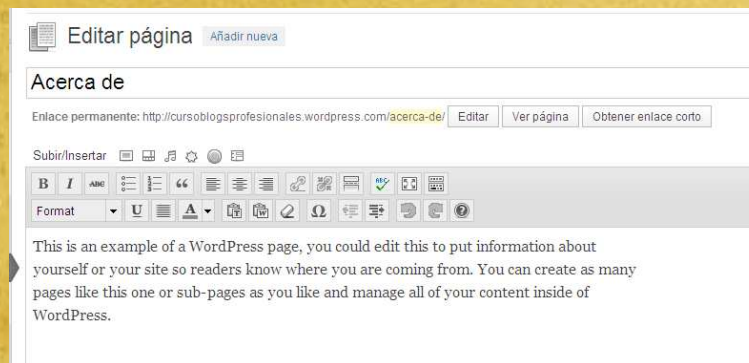 Editar página Añadir nueva
Acerca de
Enlace permanente: http://cursoblogsprofesionales.wordpress.com/acerca-de/ Editar Ver página Obtener enlace corto
Subir/Insertar
B I ABC ABC
Format U A T W Ω ?
This is an example of a WordPress page, you could edit this to put information about
yourself or your site so readers know where you are coming from. You can create as many
pages like this one or sub-pages as you like and manage all of your content inside of
WordPress.